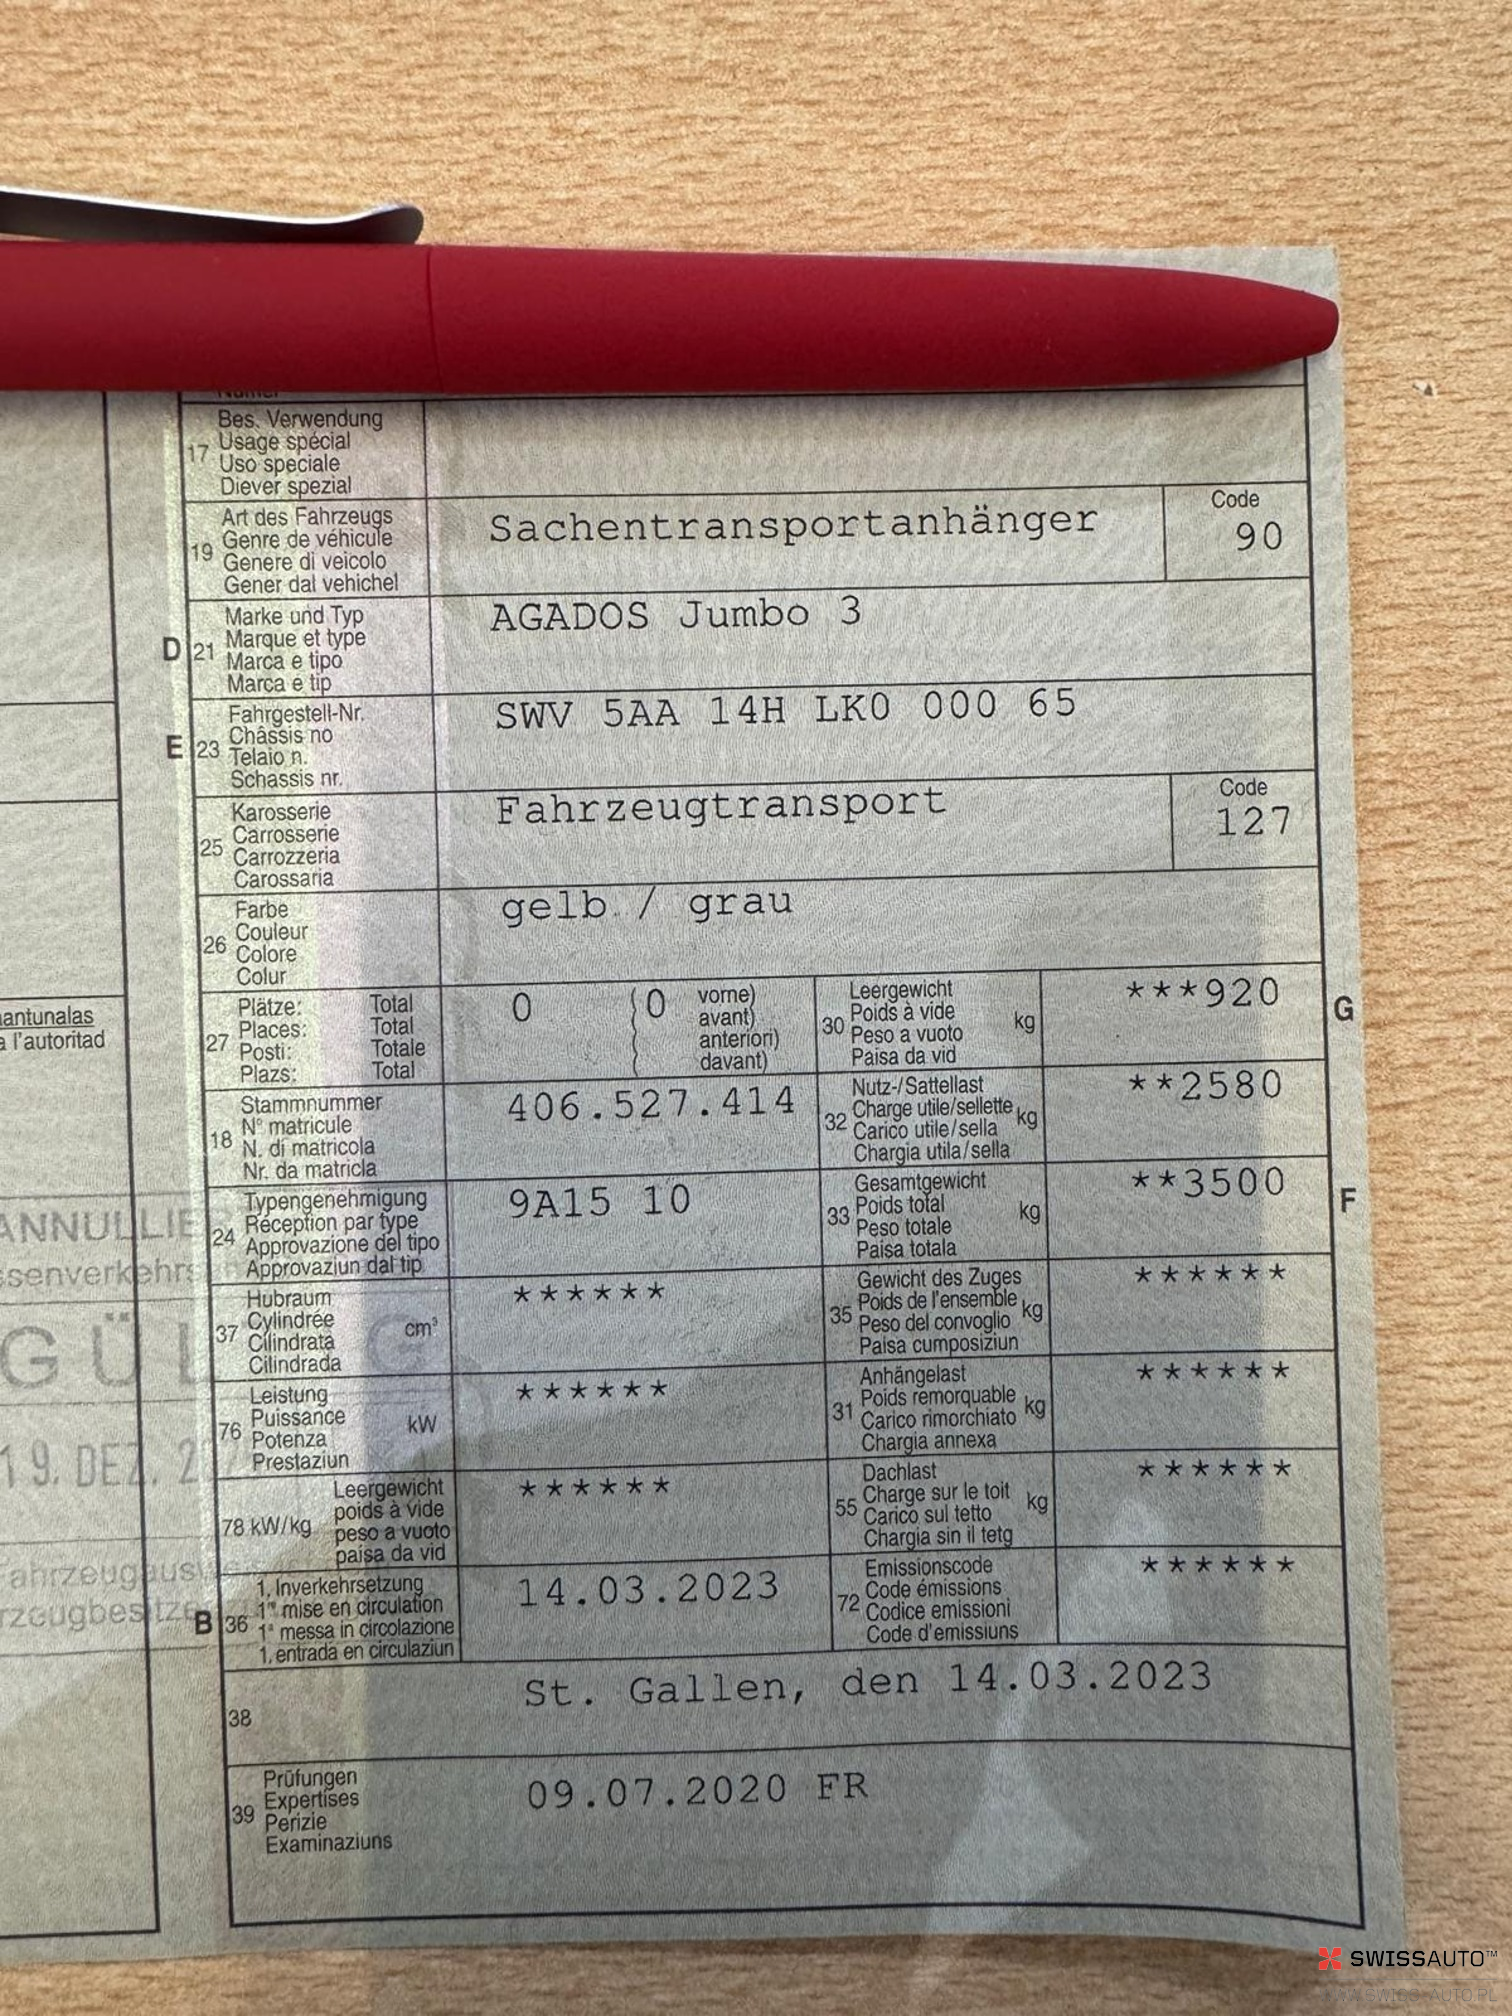 17 Bes. Verwendung
Usage spécial
Uso speciale
Diever spezial
19 Art des Fahrzeugs
Genre de véhicule
Genere di veicolo
Gener dal vehichel
Sachentransportanhänger
Code
90
D 21 Marke und Typ
Marque et type
Marca e tipo
Marca e tip
AGADOS Jumbo 3
E 23 Fahrgestell-Nr.
Châssis no
Telaio n.
Schassis nr.
SWV 5AA 14H LK0 000 65
25 Karosserie
Carrosserie
Carrozzeria
Carossaria
Fahrzeugtransport
Code
127
26 Farbe
Couleur
Colore
Colur
gelb / grau
27 Plätze: Total
Places: Total
Posti: Totale
Plazs: Total
0 (0 vorne)
avant)
anteriori)
davant)
30 Leergewicht
Poids à vide
Peso a vuoto
Paisa da vid
kg
***920
G
18 Stammnummer
N° matricule
N. di matricola
Nr. da matricla
406.527.414
32 Nutz-/Sattellast
Charge utile/sellette
Carico utile/sella
Chargia utila/sella
kg
**2580
24 Typengenehmigung
Réception par type
Approvazione del tipo
Approvaziun dal tip
9A15 10
33 Gesamtgewicht
Poids total
Peso totale
Paisa totala
kg
**3500
F
37 Hubraum
Cylindrée
Cilindrata
Cilindrada
cm³
******
35 Gewicht des Zuges
Poids de l'ensemble
Peso del convoglio
Paisa cumposiziun
kg
******
76 Leistung
Puissance
Potenza
Prestaziun
kW
******
31 Anhängelast
Poids remorquable
Carico rimorchiato
Chargia annexa
kg
******
78 kW/kg
Leergewicht
poids à vide
peso a vuoto
paisa da vid
******
55 Dachlast
Charge sur le toit
Carico sul tetto
Chargia sin il tetg
kg
******
B 36 1. Inverkehrsetzung
1re mise en circulation
1a messa in circolazione
1. entrada en circulaziun
14.03.2023
72 Emissionscode
Code émissions
Codice emissioni
Code d'emissiuns
******
38 St. Gallen, den 14.03.2023
39 Prüfungen
Expertises
Perizie
Examinaziuns
09.07.2020 FR
antunalas
a l'autoritad
ANNULLIE
senverkehrs
GÜL
19. DEZ. 2
ahrzeugaus
rzeugbesitze
SWISSAUTO™
WWW.SWISS-AUTO.PL